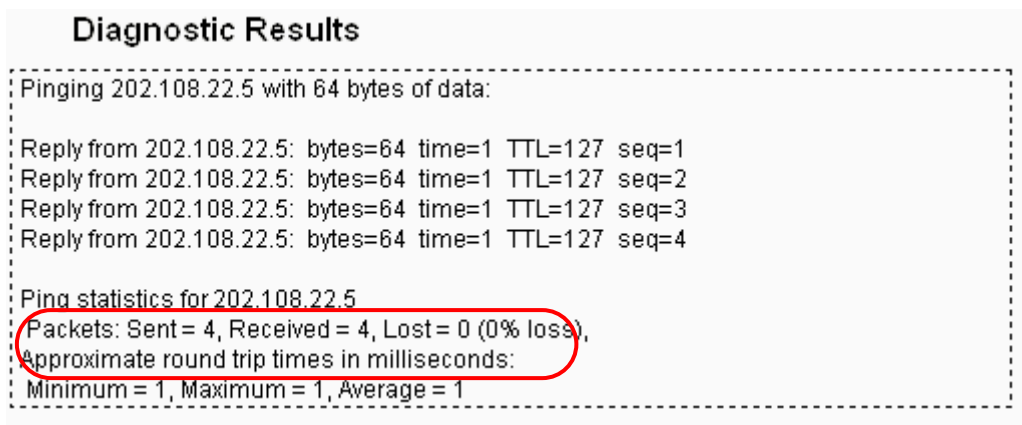 Diagnostic Results
Pinging 202.108.22.5 with 64 bytes of data:
Reply from 202.108.22.5: bytes=64 time=1 TTL=127 seq=1
Reply from 202.108.22.5: bytes=64 time=1 TTL=127 seq=2
Reply from 202.108.22.5: bytes=64 time=1 TTL=127 seq=3
Reply from 202.108.22.5: bytes=64 time=1 TTL=127 seq=4
Ping statistics for 202.108.22.5
Packets: Sent = 4, Received = 4, Lost = 0 (0% loss),
Approximate round trip times in milliseconds:
Minimum = 1, Maximum = 1, Average = 1